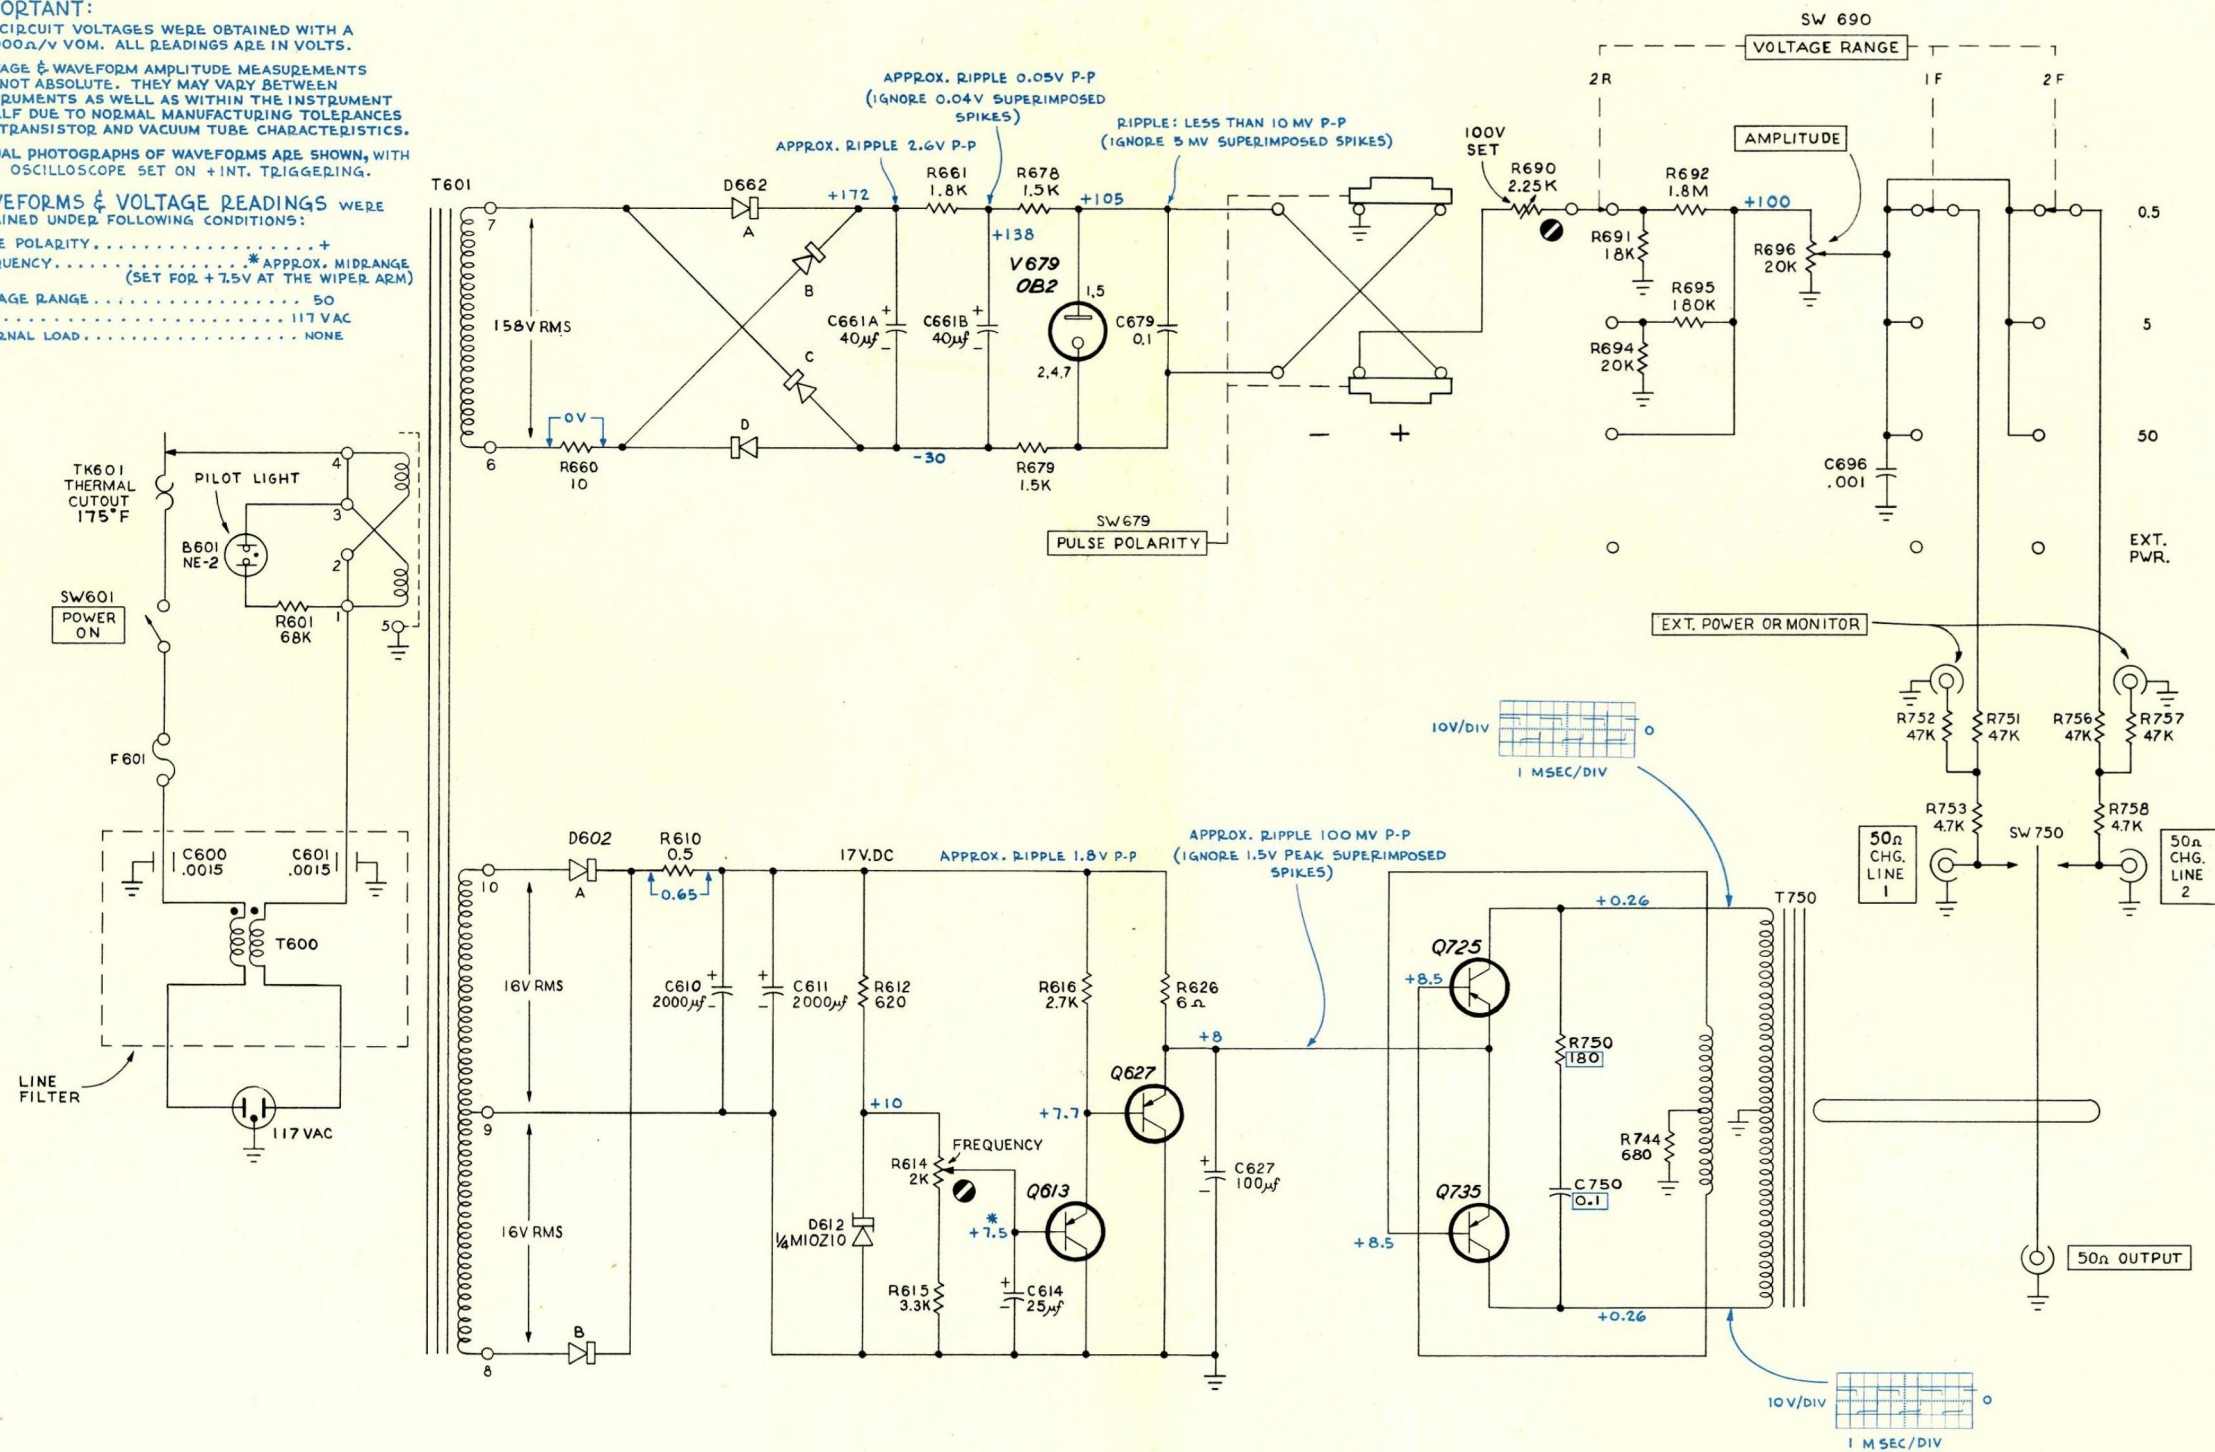 ORTANT:
CIRCUIT VOLTAGES WERE OBTAINED WITH A
00Ω/V VOM. ALL READINGS ARE IN VOLTS.
AGE & WAVEFORM AMPLITUDE MEASUREMENTS
NOT ABSOLUTE. THEY MAY VARY BETWEEN
RUMENTS AS WELL AS WITHIN THE INSTRUMENT
LF DUE TO NORMAL MANUFACTURING TOLERANCES
TRANSISTOR AND VACUUM TUBE CHARACTERISTICS.
AL PHOTOGRAPHS OF WAVEFORMS ARE SHOWN, WITH
OSCILLOSCOPE SET ON +INT. TRIGGERING.
VEFORMS & VOLTAGE READINGS WERE
INED UNDER FOLLOWING CONDITIONS:
E POLARITY . . . . . . . . . . . . . . . . . +
QUENCY . . . . . . . . . . . . . . * APPROX. MIDRANGE
(SET FOR +7.5V AT THE WIPER ARM)
AGE RANGE . . . . . . . . . . . . . . . . . 50
. . . . . . . . . . . . . . . . . . . . . . 117 VAC
RNAL LOAD . . . . . . . . . . . . . . . . . NONE
T601
7
158V RMS
6
0V
R660
10
D662
A
B
C
D
+172
APPROX. RIPPLE 2.6V P-P
APPROX. RIPPLE 0.05V P-P
(IGNORE 0.04V SUPERIMPOSED
SPIKES)
RIPPLE: LESS THAN 10 MV P-P
(IGNORE 5 MV SUPERIMPOSED SPIKES)
R661
1.8K
R678
1.5K
+105
+138
V679
OB2
1,5
2,4.7
C661A
40µf
+
-
C661B
40µf
+
-
C679
0.1
-30
R679
1.5K
SW679
PULSE POLARITY
-
+
100V
SET
R690
2.25K
SW 690
VOLTAGE RANGE
2R
1F
2F
R692
1.8M
R691
18K
R695
180K
R694
20K
+100
AMPLITUDE
R696
20K
C696
.001
0.5
5
50
EXT.
PWR.
EXT. POWER OR MONITOR
R752
47K
R751
47K
R756
47K
R757
47K
R753
4.7K
R758
4.7K
SW 750
50Ω
CHG.
LINE
1
50Ω
CHG.
LINE
2
50Ω OUTPUT
TK601
THERMAL
CUTOUT
175°F
PILOT LIGHT
B601
NE-2
4
3
2
1
5
R601
68K
SW601
POWER
ON
F601
C600
.0015
C601
.0015
T600
LINE
FILTER
117 VAC
10
16V RMS
9
16V RMS
8
D602
A
B
R610
0.5
0.65
17V.DC
APPROX. RIPPLE 1.8V P-P
APPROX. RIPPLE 100 MV P-P
(IGNORE 1.5V PEAK SUPERIMPOSED
SPIKES)
C610
2000µf
+
-
C611
2000µf
+
-
R612
620
R616
2.7K
R626
6Ω
+8
Q627
+7.7
+10
FREQUENCY
R614
2K
Q613
*
+7.5
D612
1/4M10Z10
R615
3.3K
C614
25µf
+
-
C627
100µf
+
-
10V/DIV
0
1 MSEC/DIV
+0.26
T750
Q725
+8.5
R750
180
R744
680
C750
0.1
Q735
+8.5
+0.26
10 V/DIV
0
1 MSEC/DIV